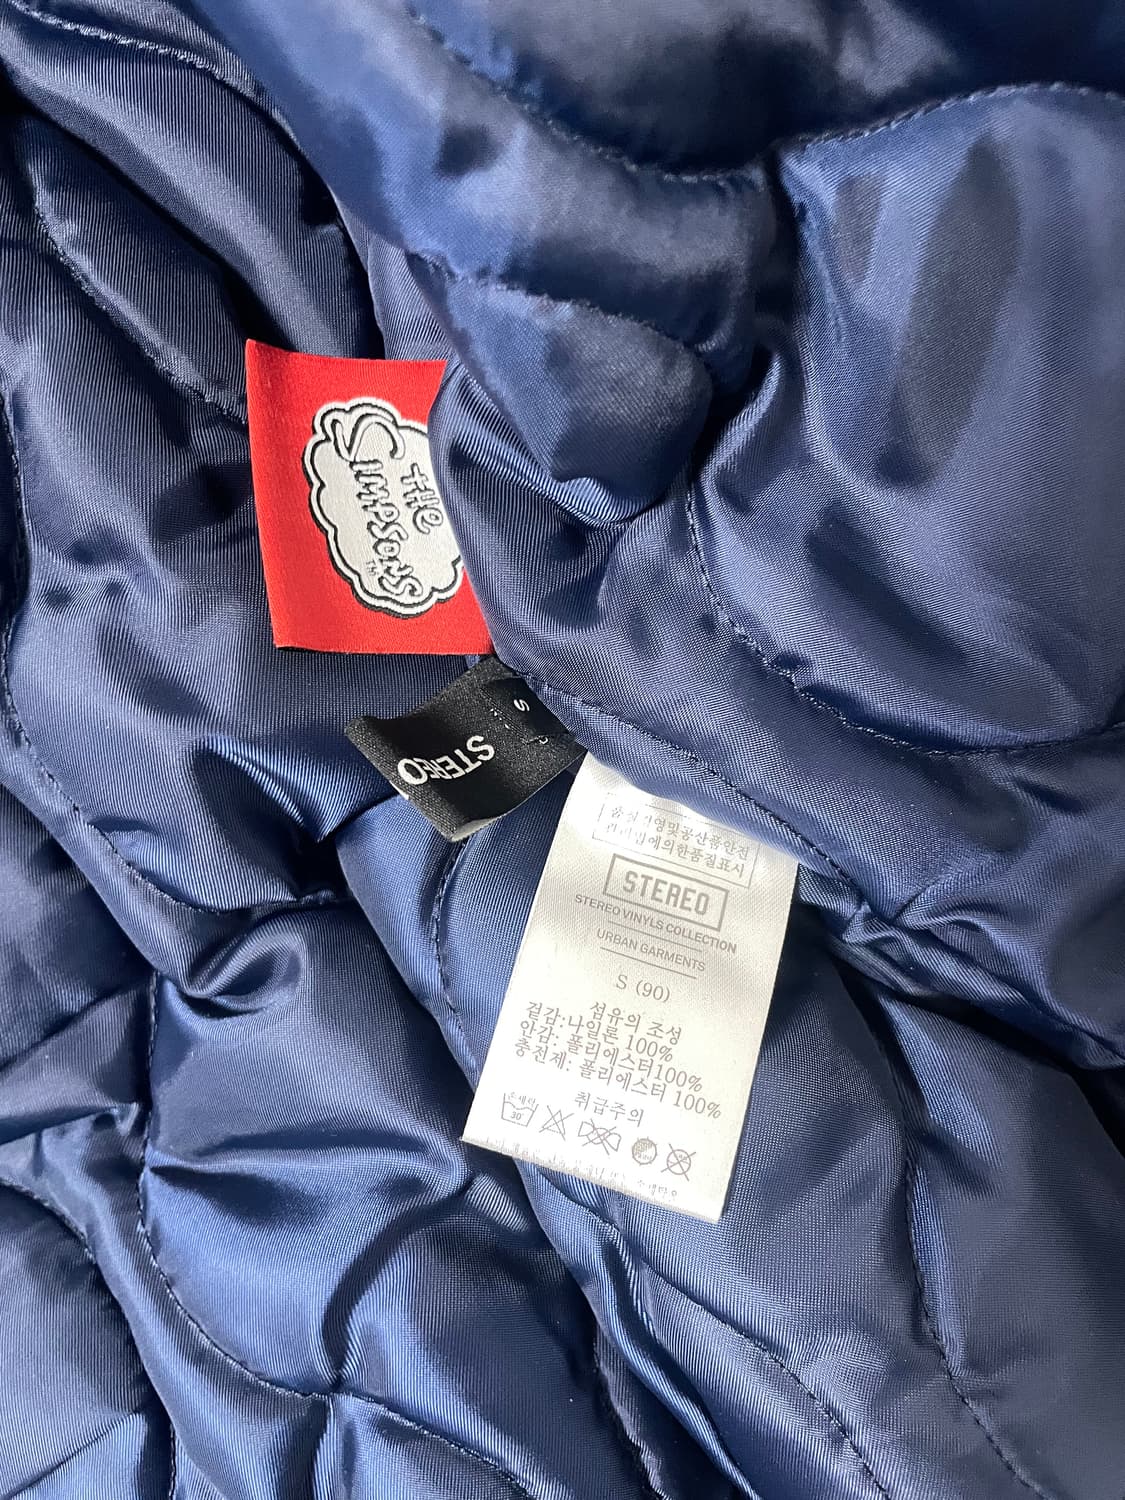 THE
SIMPSONS
TM
STEREO
S
품질경영및공산품안전
관리법에의한품질표시
STEREO
STEREO VINYLS COLLECTION
URBAN GARMENTS
S (90)
섬유의 조성
겉감:나일론 100%
안감: 폴리에스터100%
충전제: 폴리에스터 100%
취급주의
30